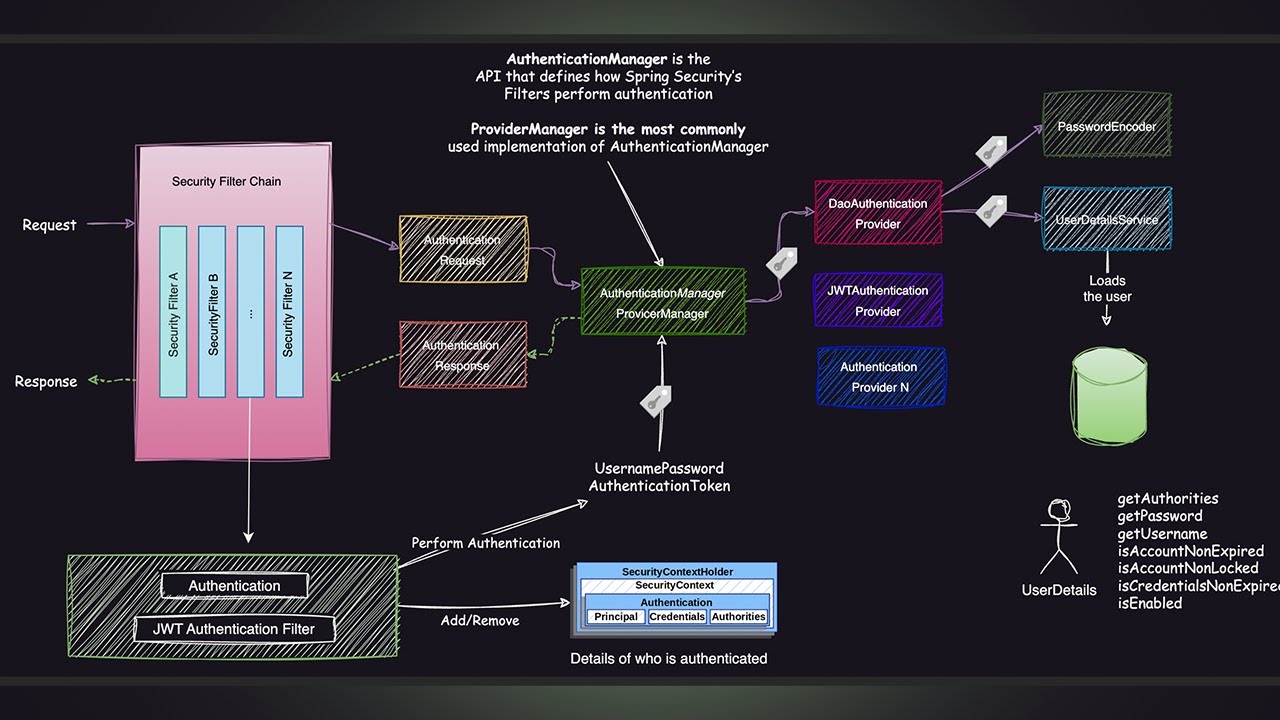 AuthenticationManager is the
API that defines how Spring Security's
Filters perform authentication
ProviderManager is the most commonly
used implementation of AuthenticationManager
Security Filter Chain
Request
Response
Security Filter A
SecurityFilter B
...
Security Filter N
Authentication
Request
Authentication
Response
AuthenticationManager
ProvicerManager
DaoAuthentication
Provider
JWTAuthentication
Provider
Authentication
Provider N
PasswordEncoder
UserDetailsService
Loads
the user
UsernamePassword
AuthenticationToken
Perform Authentication
Authentication
JWT Authentication Filter
Add/Remove
SecurityContextHolder
SecurityContext
Authentication
Principal Credentials Authorities
Details of who is authenticated
UserDetails
getAuthorities
getPassword
getUsername
isAccountNonExpired
isAccountNonLocked
isCredentialsNonExpire
isEnabled